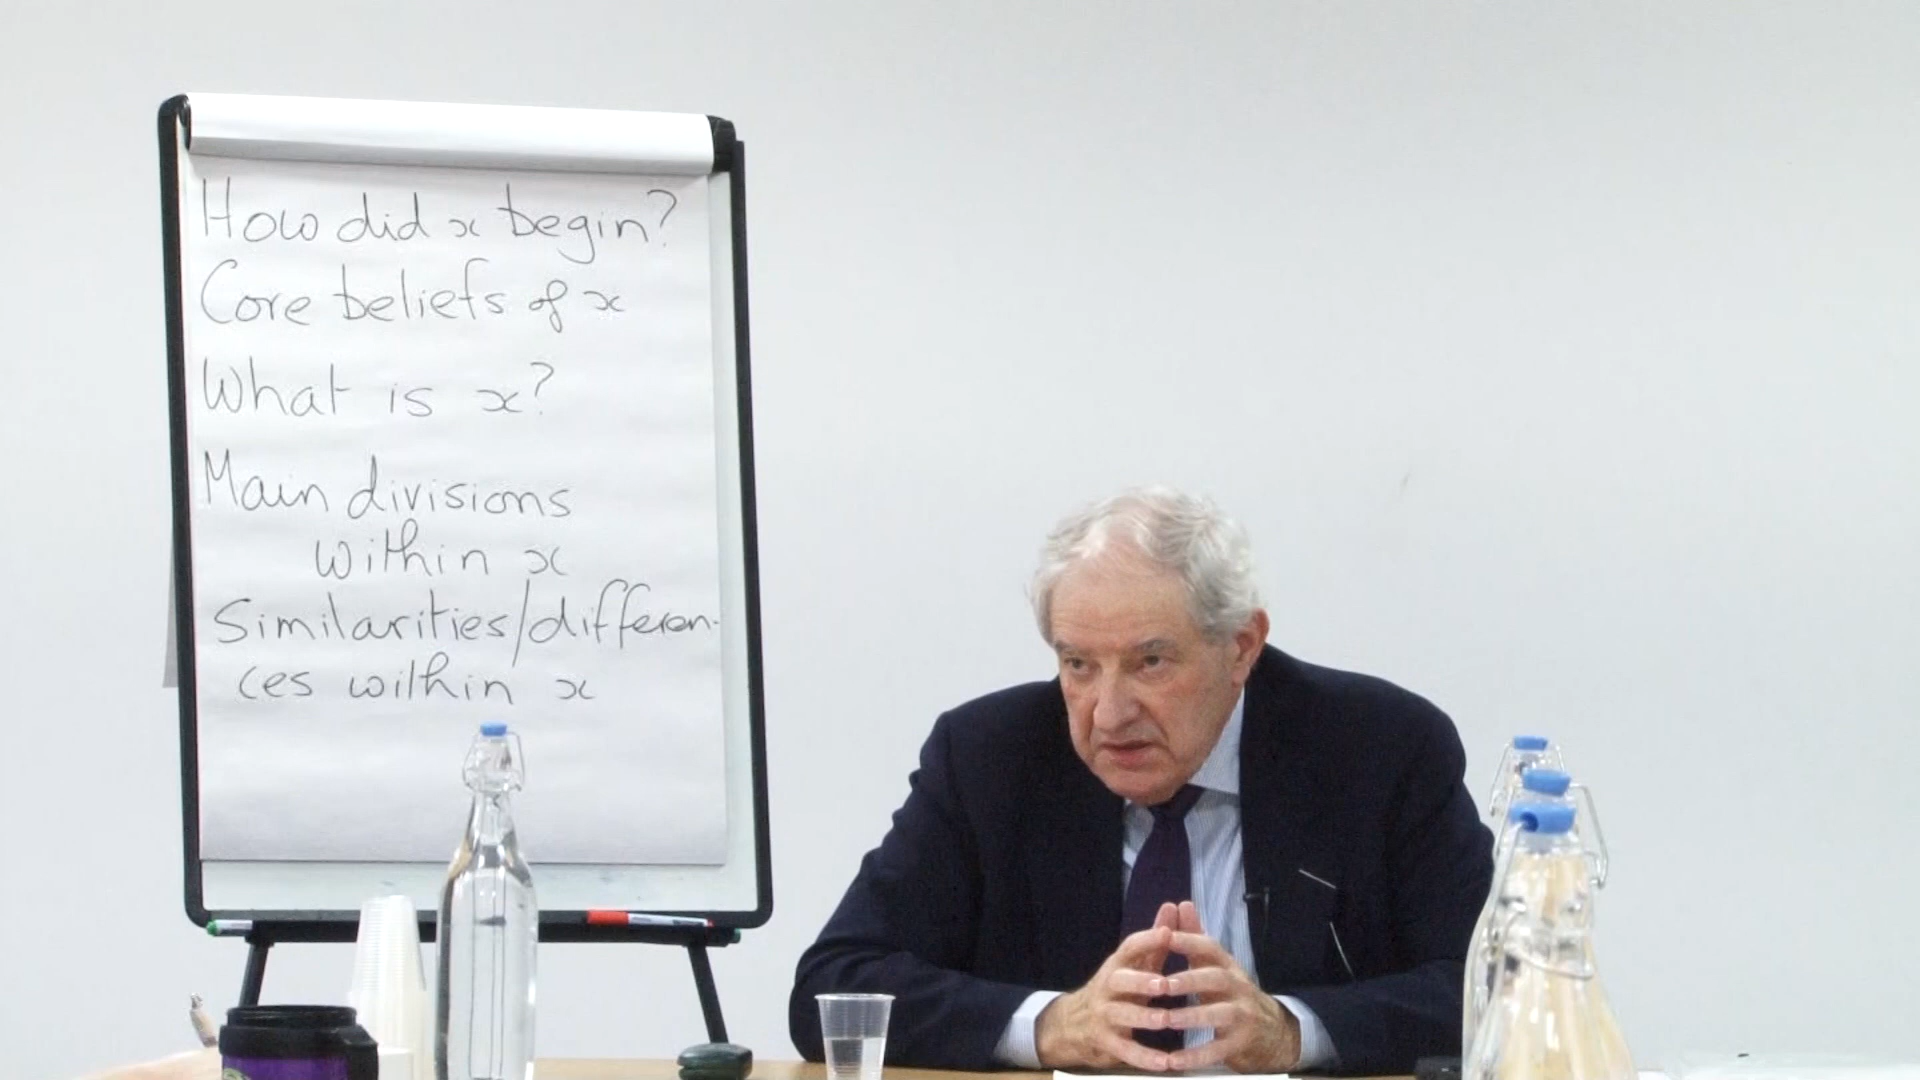 How did x begin?
Core beliefs of x
What is x?
Main divisions
within x
Similarities/differen-
ces within x